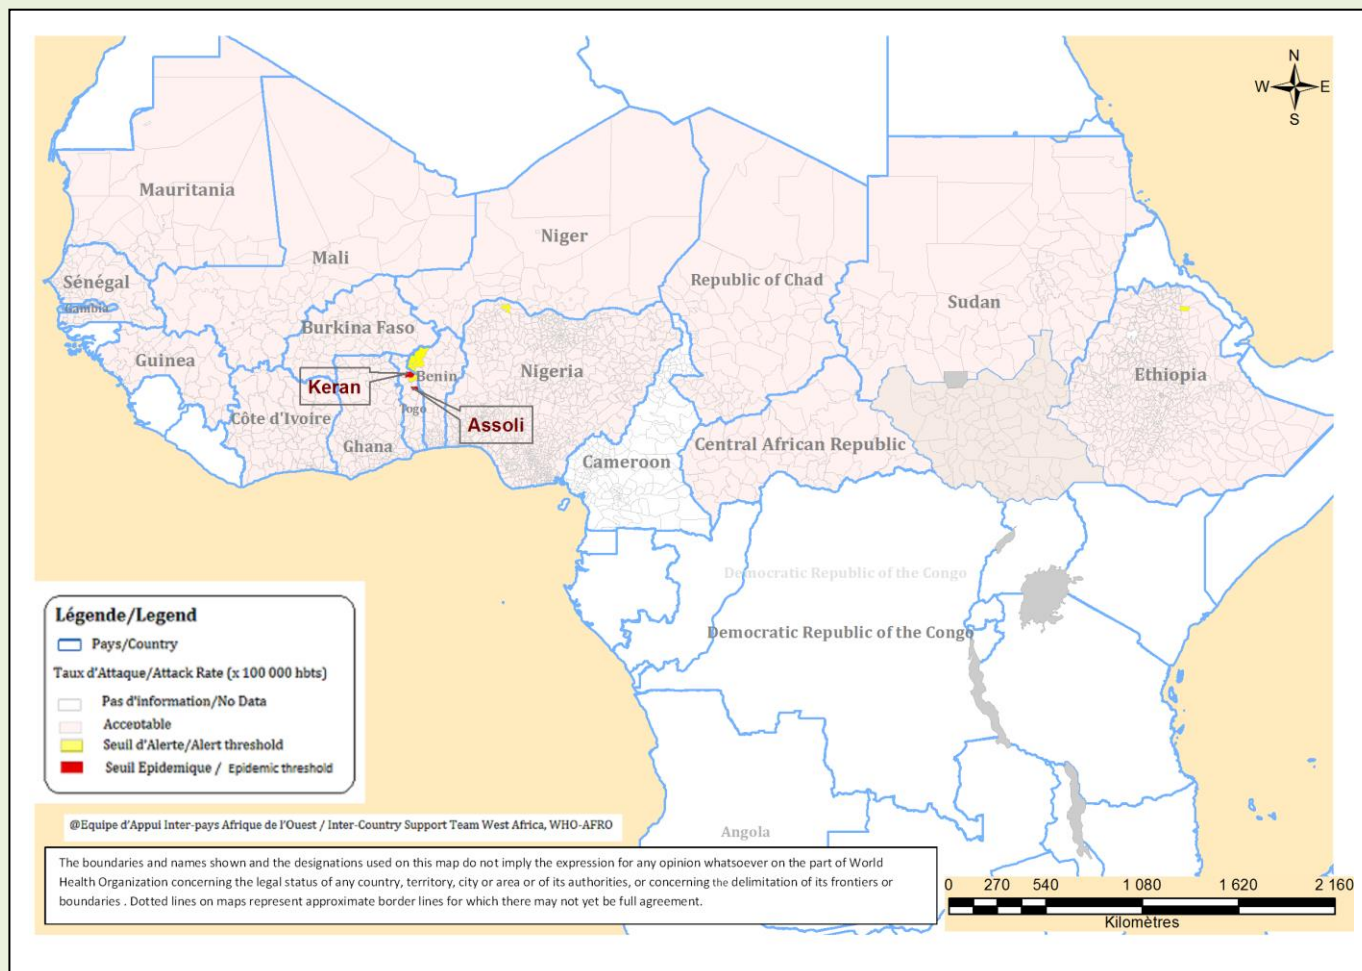 N
W E
S
Mauritania
Mali
Niger
Republic of Chad
Sudan
Sénégal
Gambia
Guinea
Burkina Faso
Benin
Nigeria
Ethiopia
Keran
Togo
Assoli
Côte d'Ivoire
Ghana
Cameroon
Central African Republic
Democratic Republic of the Congo
Democratic Republic of the Congo
Angola
Légende/Legend
Pays/Country
Taux d'Attaque/Attack Rate (x 100 000 hbts)
Pas d'information/No Data
Acceptable
Seuil d'Alerte/Alert threshold
Seuil Epidemique / Epidemic threshold
@Equipe d'Appui Inter-pays Afrique de l'Ouest / Inter-Country Support Team West Africa, WHO-AFRO
The boundaries and names shown and the designations used on this map do not imply the expression for any opinion whatsoever on the part of World
Health Organization concerning the legal status of any country, territory, city or area or of its authorities, or concerning the delimitation of its frontiers or
boundaries . Dotted lines on maps represent approximate border lines for which there may not yet be full agreement.
0 270 540 1 080 1 620 2 160
Kilomètres